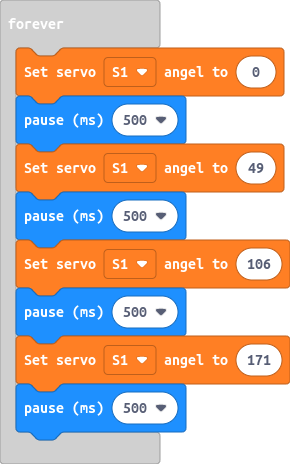 forever
Set servo S1 angel to 0
pause (ms) 500
Set servo S1 angel to 49
pause (ms) 500
Set servo S1 angel to 106
pause (ms) 500
Set servo S1 angel to 171
pause (ms) 500